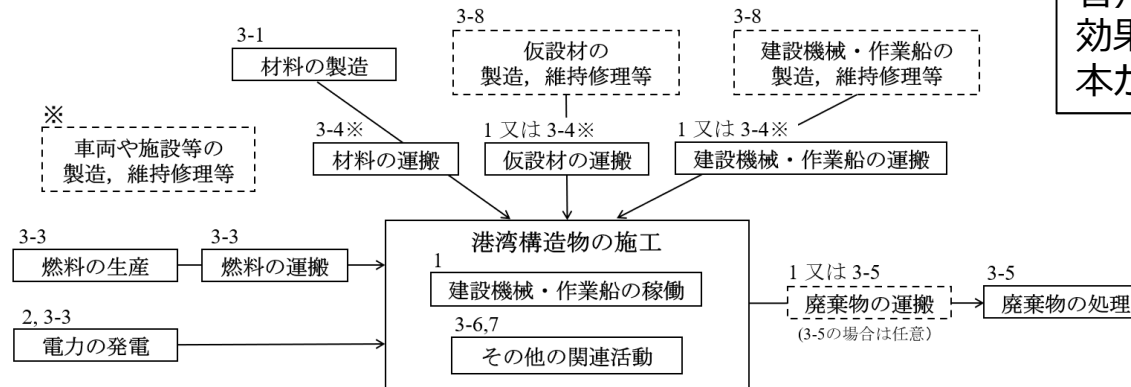 効果
本カ
3-1
材料の製造
3-8
仮設材の
製造，維持修理等
3-8
建設機械・作業船の
製造，維持修理等
※
車両や施設等の
製造，維持修理等
3-4※
材料の運搬
1 又は 3-4※
仮設材の運搬
1 又は 3-4※
建設機械・作業船の運搬
3-3
燃料の生産
3-3
燃料の運搬
2, 3-3
電力の発電
港湾構造物の施工
1
建設機械・作業船の稼働
3-6,7
その他の関連活動
1 又は 3-5
廃棄物の運搬
(3-5の場合は任意）
3-5
廃棄物の処理